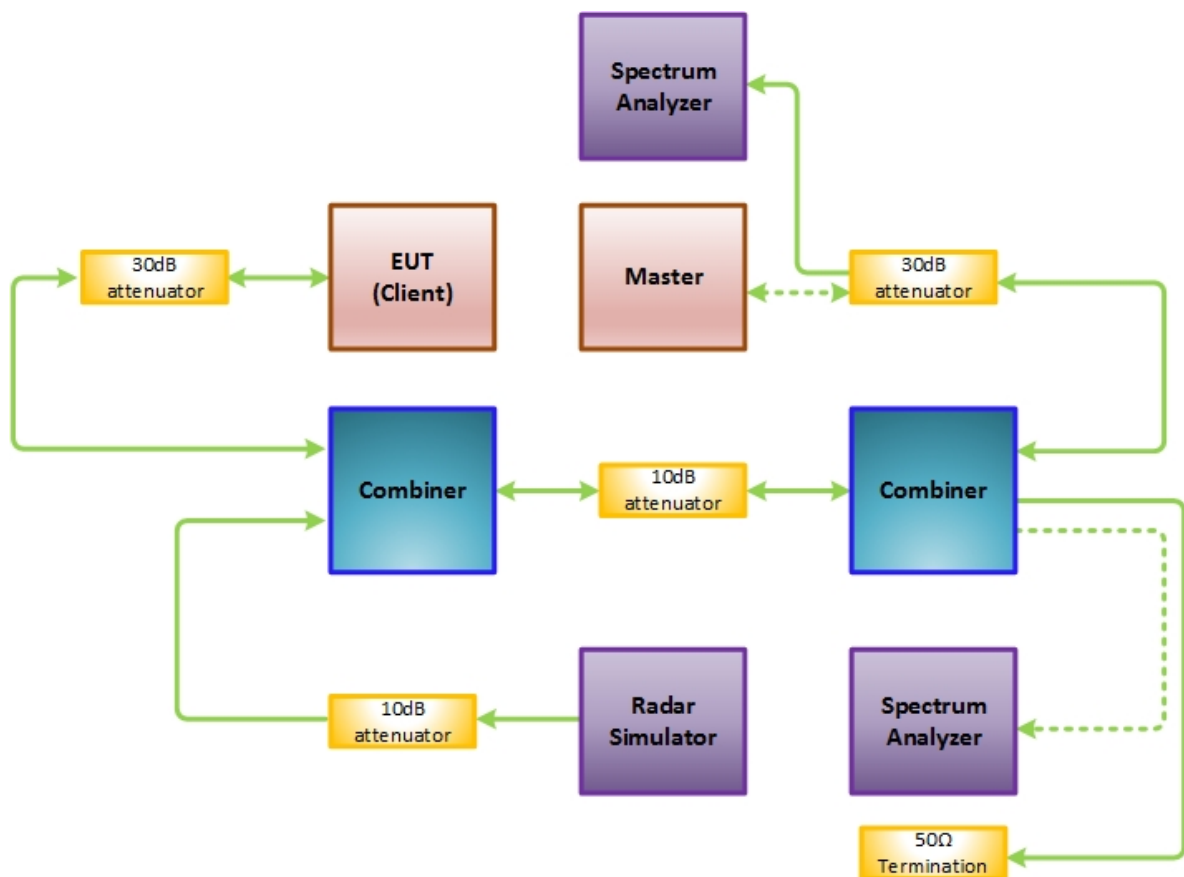 Spectrum
Analyzer
30dB
attenuator
EUT
(Client)
Master
30dB
attenuator
Combiner
10dB
attenuator
Combiner
10dB
attenuator
Radar
Simulator
Spectrum
Analyzer
50Ω
Termination